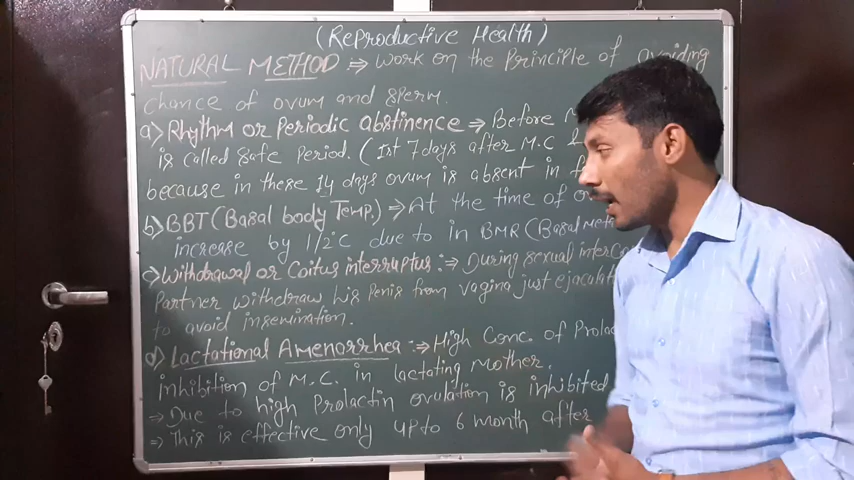 (Reproductive Health)
NATURAL METHOD ⇒ Work on the Principle of avoiding
chance of ovum and sperm.
a) Rhythm or Periodic abstinence ⇒ Before
is called safe Period. (Ist 7 days after M.C &
because in these 14 days ovum is absent in
b) BBT (Basal body Temp.) ⇒ At the time of
increase by 1/2°C due to in BMR (Basal
c) Withdrawal or Coitus interruptus :⇒ During sexual
Partner withdraw his Penis from vagina just
to avoid insemination.
d) Lactational Amenorrhea :⇒ High Conc. of
inhibition of M.C. in lactating Mother.
⇒ Due to high Prolactin ovulation is inhibited
⇒ This is effective only upto 6 month after